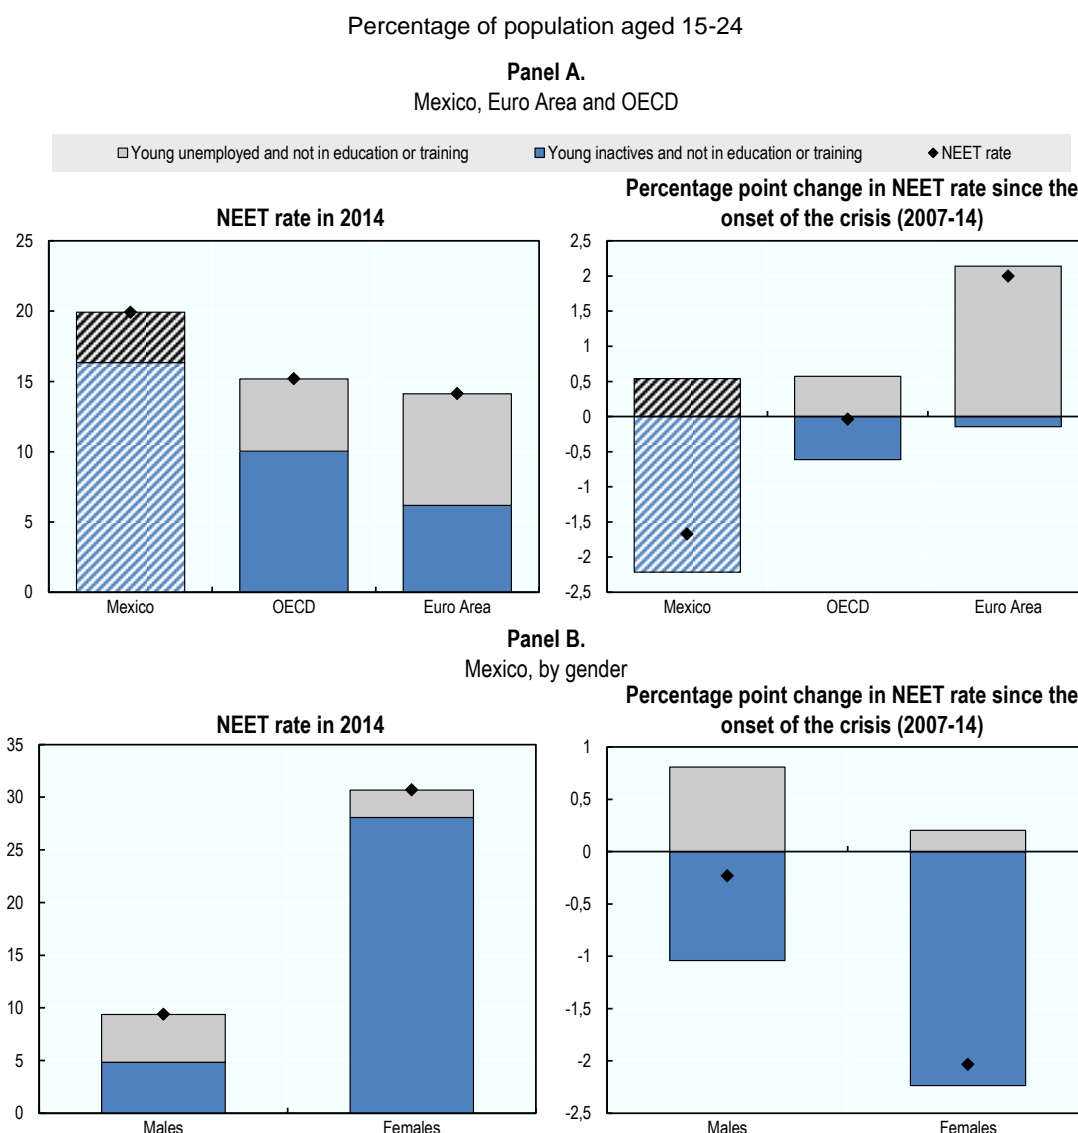 Percentage of population aged 15-24
Panel A.
Mexico, Euro Area and OECD
Young unemployed and not in education or training
Young inactives and not in education or training
NEET rate
NEET rate in 2014
25
20
15
10
5
0
Mexico
OECD
Euro Area
Percentage point change in NEET rate since the
onset of the crisis (2007-14)
2,5
2
1,5
1
0,5
0
-0,5
-1
-1,5
-2
-2,5
Mexico
OECD
Euro Area
Panel B.
Mexico, by gender
NEET rate in 2014
35
30
25
20
15
10
5
0
Males
Females
Percentage point change in NEET rate since the
onset of the crisis (2007-14)
1
0,5
0
-0,5
-1
-1,5
-2
-2,5
Males
Females